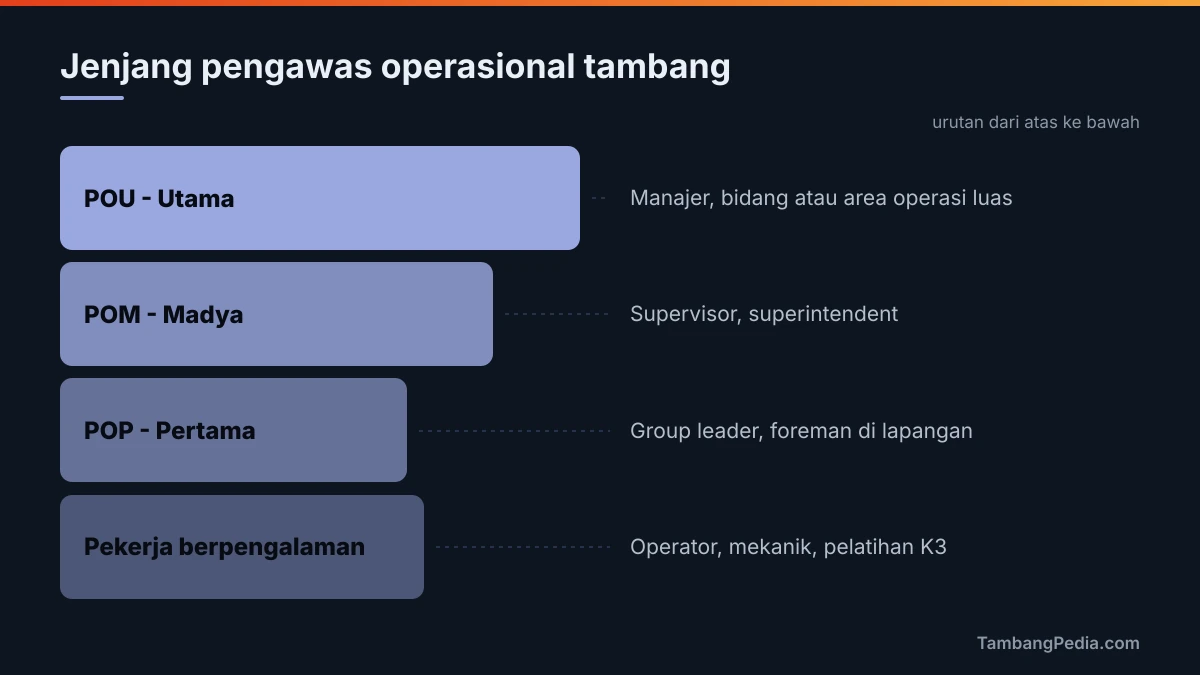 Jenjang pengawas operasional tambang
urutan dari atas ke bawah
POU - Utama
Manajer, bidang atau area operasi luas
POM - Madya
Supervisor, superintendent
POP - Pertama
Group leader, foreman di lapangan
Pekerja berpengalaman
Operator, mekanik, pelatihan K3
TambangPedia.com